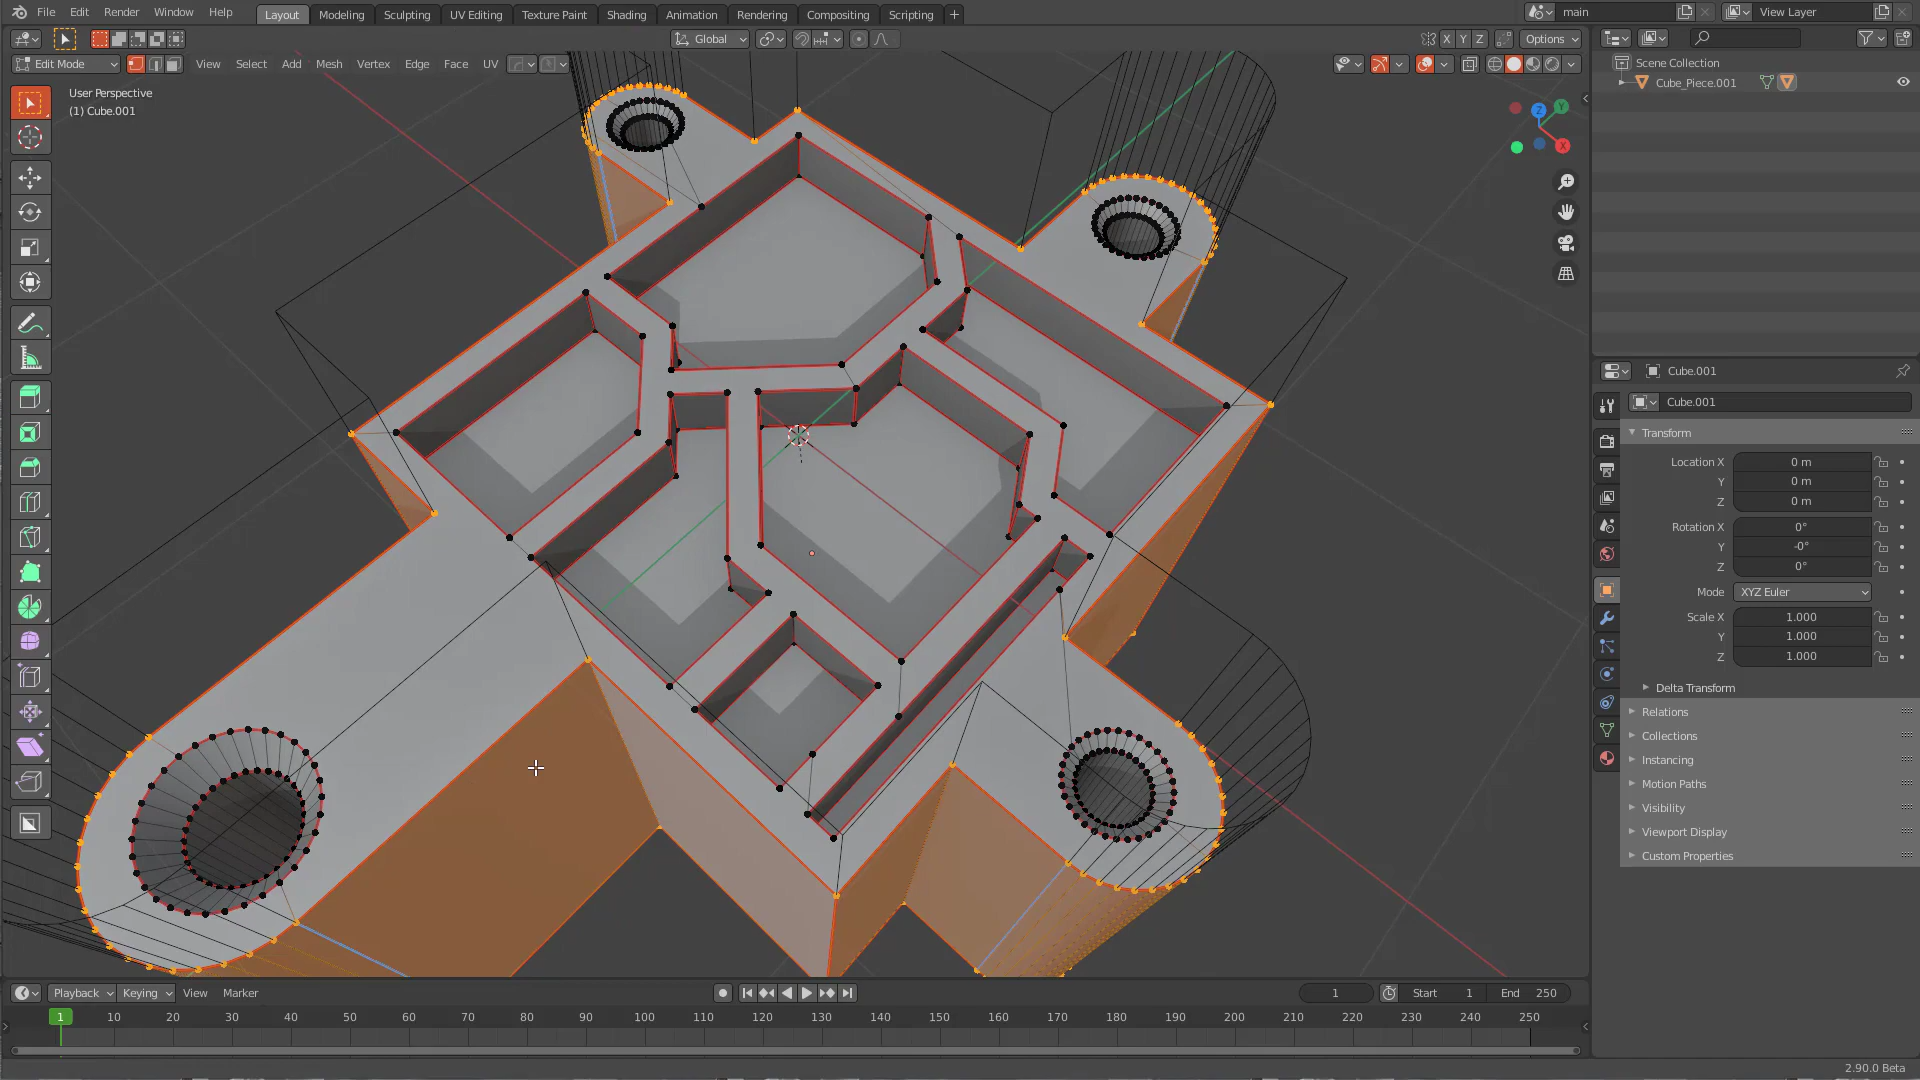 File Edit Render Window Help Layout Modeling Sculpting UV Editing Texture Paint Shading Animation Rendering Compositing Scripting + main View Layer
Global X Y Z Options
Edit Mode View Select Add Mesh Vertex Edge Face UV
User Perspective
(1) Cube.001
Z Y X
Scene Collection
Cube_Piece.001
Cube.001
Cube.001
Transform
Location X 0 m
Y 0 m
Z 0 m
Rotation X 0°
Y -0°
Z 0°
Mode XYZ Euler
Scale X 1.000
Y 1.000
Z 1.000
Delta Transform
Relations
Collections
Instancing
Motion Paths
Visibility
Viewport Display
Custom Properties
Playback Keying View Marker 1 Start 1 End 250
1 10 20 30 40 50 60 70 80 90 100 110 120 130 140 150 160 170 180 190 200 210 220 230 240 250
2.90.0 Beta